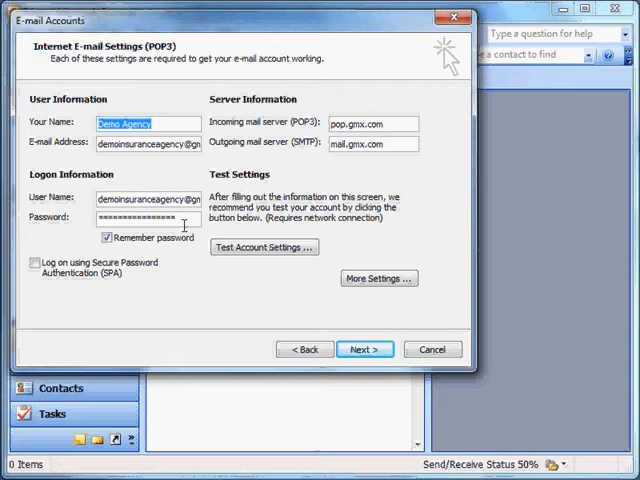 E-mail Accounts
Internet E-mail Settings (POP3)
Each of these settings are required to get your e-mail account working.
Type a question for help
e a contact to find
User Information
Your Name: Demo Agency
E-mail Address: demoinsuranceagency@gn
Server Information
Incoming mail server (POP3): pop.gmx.com
Outgoing mail server (SMTP): mail.gmx.com
Logon Information
User Name: demoinsuranceagency@gn
Password: ****************
Remember password
Log on using Secure Password
Authentication (SPA)
Test Settings
After filling out the information on this screen, we
recommend you test your account by clicking the
button below. (Requires network connection)
Test Account Settings ...
More Settings ...
< Back
Next >
Cancel
Contacts
Tasks
0 Items
Send/Receive Status 50%